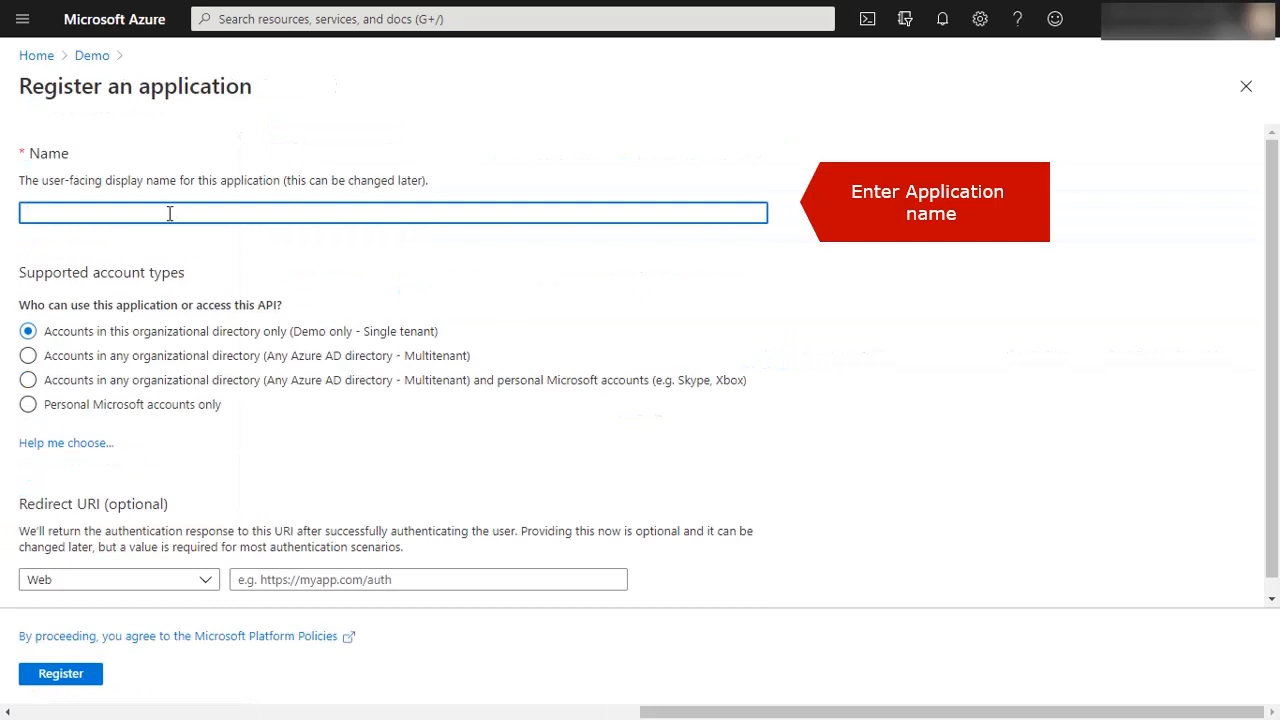 Microsoft Azure
Search resources, services, and docs (G+/)
Home > Demo >
Register an application
* Name
The user-facing display name for this application (this can be changed later).
Enter Application
name
Supported account types
Who can use this application or access this API?
Accounts in this organizational directory only (Demo only - Single tenant)
Accounts in any organizational directory (Any Azure AD directory - Multitenant)
Accounts in any organizational directory (Any Azure AD directory - Multitenant) and personal Microsoft accounts (e.g. Skype, Xbox)
Personal Microsoft accounts only
Help me choose...
Redirect URI (optional)
We'll return the authentication response to this URI after successfully authenticating the user. Providing this now is optional and it can be
changed later, but a value is required for most authentication scenarios.
Web
e.g. https://myapp.com/auth
By proceeding, you agree to the Microsoft Platform Policies
Register